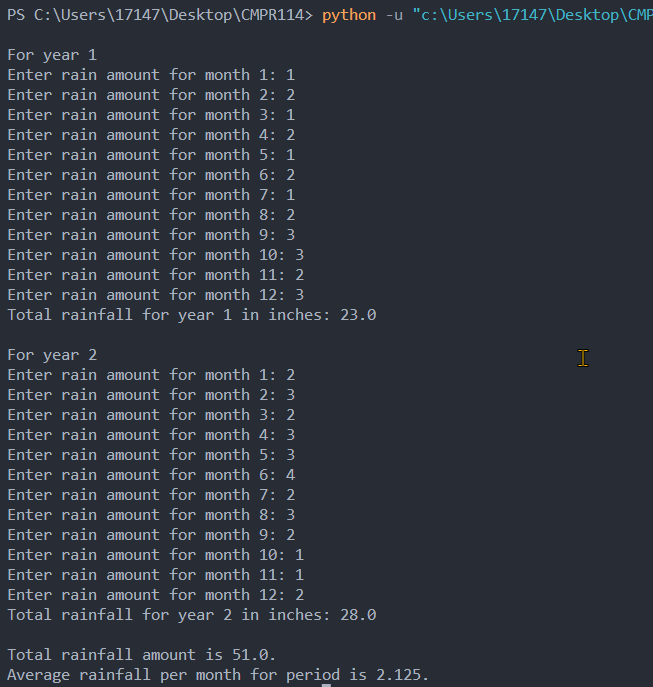 PS C:\Users\17147\Desktop\CMPR114> python -u "c:\Users\17147\Desktop\CMP
For year 1
Enter rain amount for month 1: 1
Enter rain amount for month 2: 2
Enter rain amount for month 3: 1
Enter rain amount for month 4: 2
Enter rain amount for month 5: 1
Enter rain amount for month 6: 2
Enter rain amount for month 7: 1
Enter rain amount for month 8: 2
Enter rain amount for month 9: 3
Enter rain amount for month 10: 3
Enter rain amount for month 11: 2
Enter rain amount for month 12: 3
Total rainfall for year 1 in inches: 23.0
For year 2
Enter rain amount for month 1: 2
Enter rain amount for month 2: 3
Enter rain amount for month 3: 2
Enter rain amount for month 4: 3
Enter rain amount for month 5: 3
Enter rain amount for month 6: 4
Enter rain amount for month 7: 2
Enter rain amount for month 8: 3
Enter rain amount for month 9: 2
Enter rain amount for month 10: 1
Enter rain amount for month 11: 1
Enter rain amount for month 12: 2
Total rainfall for year 2 in inches: 28.0
Total rainfall amount is 51.0.
Average rainfall per month for period is 2.125.